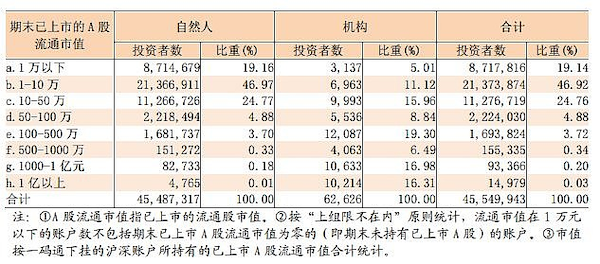 期末已上市的A股流通市值 自然人 机构 合计
投资者数 比重(%) 投资者数 比重(%) 投资者数 比重(%)
a.1万以下 8,714,679 19.16 3,137 5.01 8,717,816 19.14
b.1-10万 21,366,911 46.97 6,963 11.12 21,373,874 46.92
c.10-50万 11,266,726 24.77 9,993 15.96 11,276,719 24.76
d.50-100万 2,218,494 4.88 5,536 8.84 2,224,030 4.88
e.100-500万 1,681,737 3.70 12,087 19.30 1,693,824 3.72
f.500-1000万 151,272 0.33 4,063 6.49 155,335 0.34
g.1000-1亿元 82,733 0.18 10,633 16.98 93,366 0.20
h.1亿以上 4,765 0.01 10,214 16.31 14,979 0.03
合计 45,487,317 100.00 62,626 100.00 45,549,943 100.00
注：①A股流通市值指已上市的流通股市值。②按“上组限不在内”原则统计，流通市值在1万元
以下的账户数不包括期末已上市A股流通市值为零的（即期末未持有已上市A股）的账户。③市值
按一码通下挂的沪深账户所持有的已上市A股流通市值合计统计。